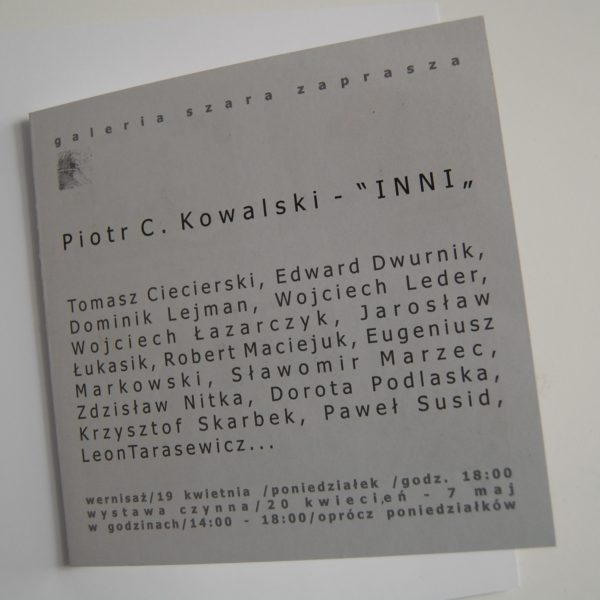 galeria szara zaprasza
Piotr C. Kowalski - "INNI„
Tomasz Ciecierski, Edward Dwurnik,
Dominik Lejman, Wojciech Leder,
Wojciech Łazarczyk, Jarosław
Łukasik, Robert Maciejuk, Eugeniusz
Markowski, Sławomir Marzec,
Zdzisław Nitka, Dorota Podlaska,
Krzysztof Skarbek, Paweł Susid,
LeonTarasewicz...
wernisaż/19 kwietnia /poniedziałek /godz. 18:00
wystawa czynna/20 kwiecień - 7 maj
w godzinach/14:00 - 18:00/oprócz poniedziałków